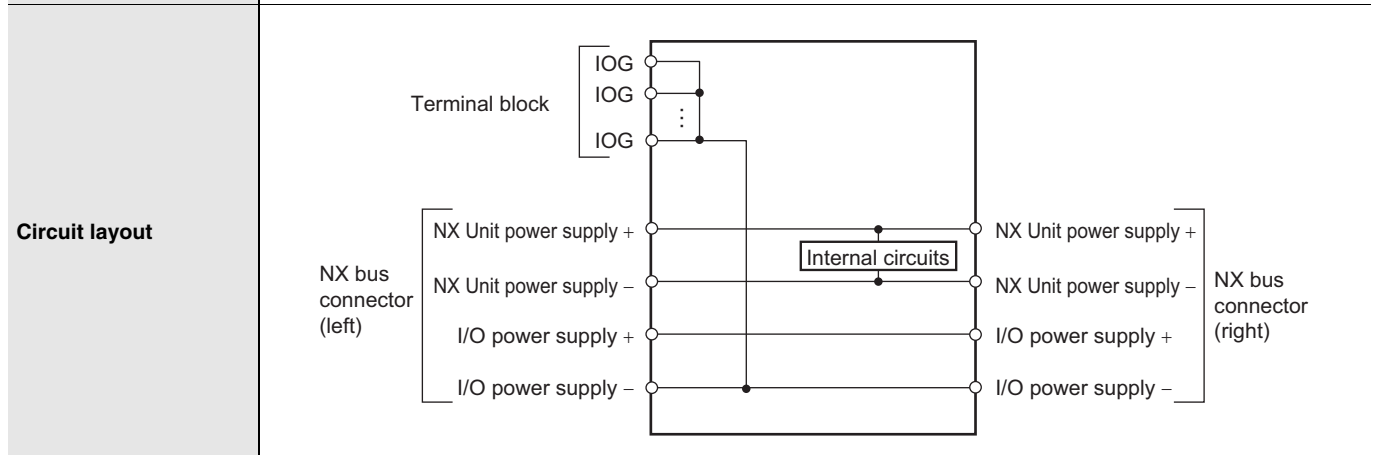 Circuit layout
Terminal block
IOG
IOG
⋮
IOG
NX bus
connector
(left)
NX Unit power supply +
NX Unit power supply −
I/O power supply +
I/O power supply −
Internal circuits
NX Unit power supply +
NX Unit power supply −
I/O power supply +
I/O power supply −
NX bus
connector
(right)